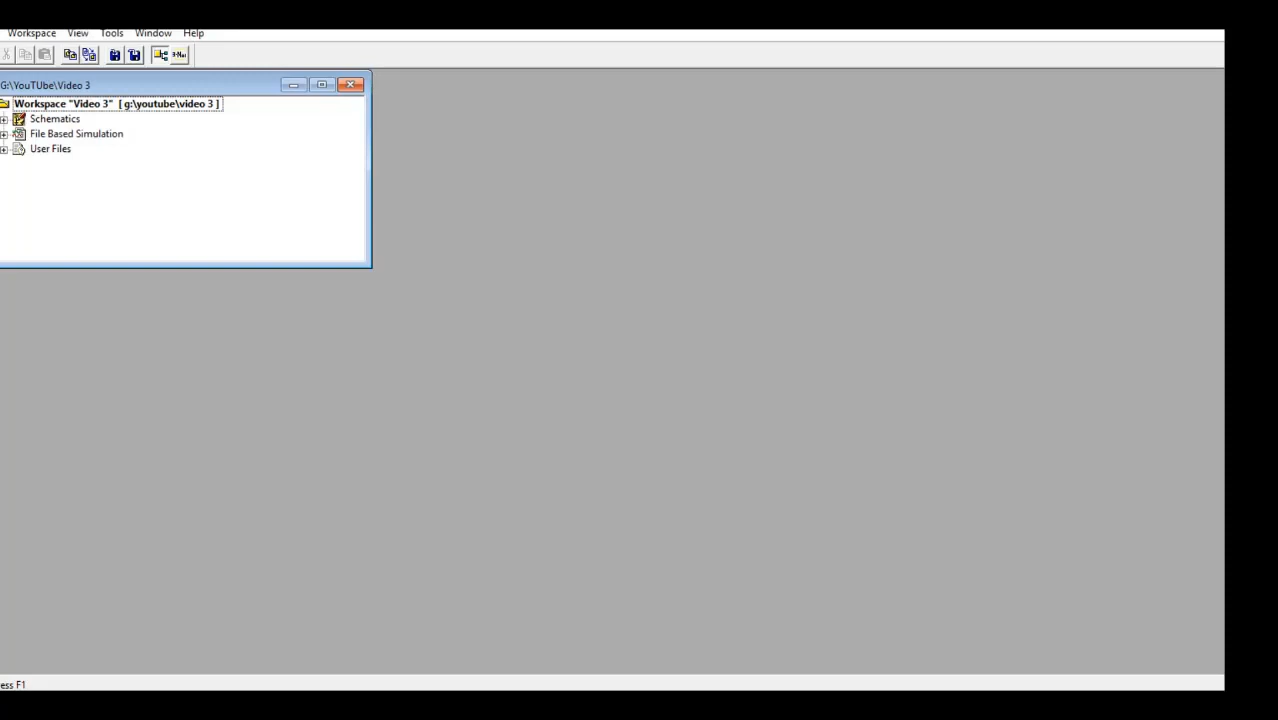 Workspace View Tools Window Help
G:\YouTUbe\Video 3
Workspace "Video 3" [ g:\youtube\video 3 ]
Schematics
File Based Simulation
User Files
ess F1